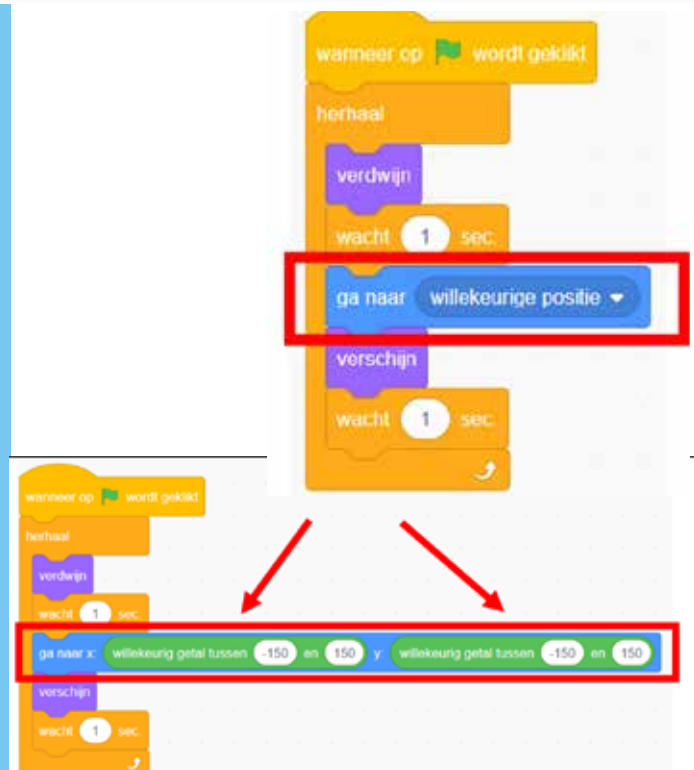 wanneer op wordt geklikt
herhaal
verdwijn
wacht 1 sec.
ga naar willekeurige positie
verschijn
wacht 1 sec.
wanneer op wordt geklikt
herhaal
verdwijn
wacht 1 sec.
ga naar x: willekeurig getal tussen -150 en 150 y: willekeurig getal tussen -150 en 150
verschijn
wacht 1 sec.